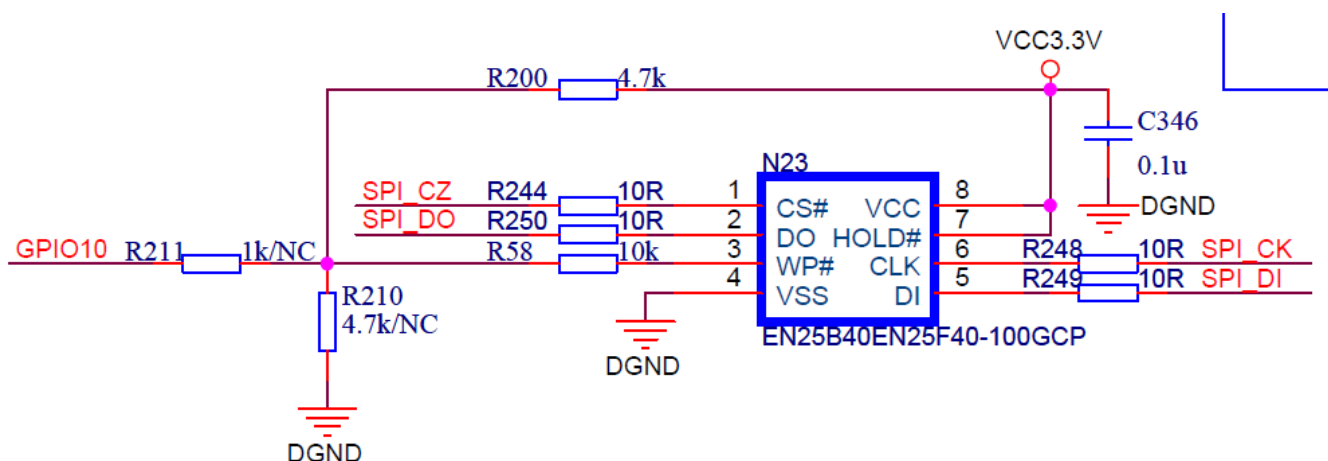 VCC3.3V
R200 4.7k
C346
0.1u
DGND
N23
SPI_CZ R244 10R 1 CS# VCC 8
SPI_DO R250 10R 2 DO HOLD# 7
GPIO10 R211 1k/NC R58 10k 3 WP# CLK 6 R248 10R SPI_CK
4 VSS DI 5 R249 10R SPI_DI
R210
4.7k/NC
EN25B40EN25F40-100GCP
DGND
DGND